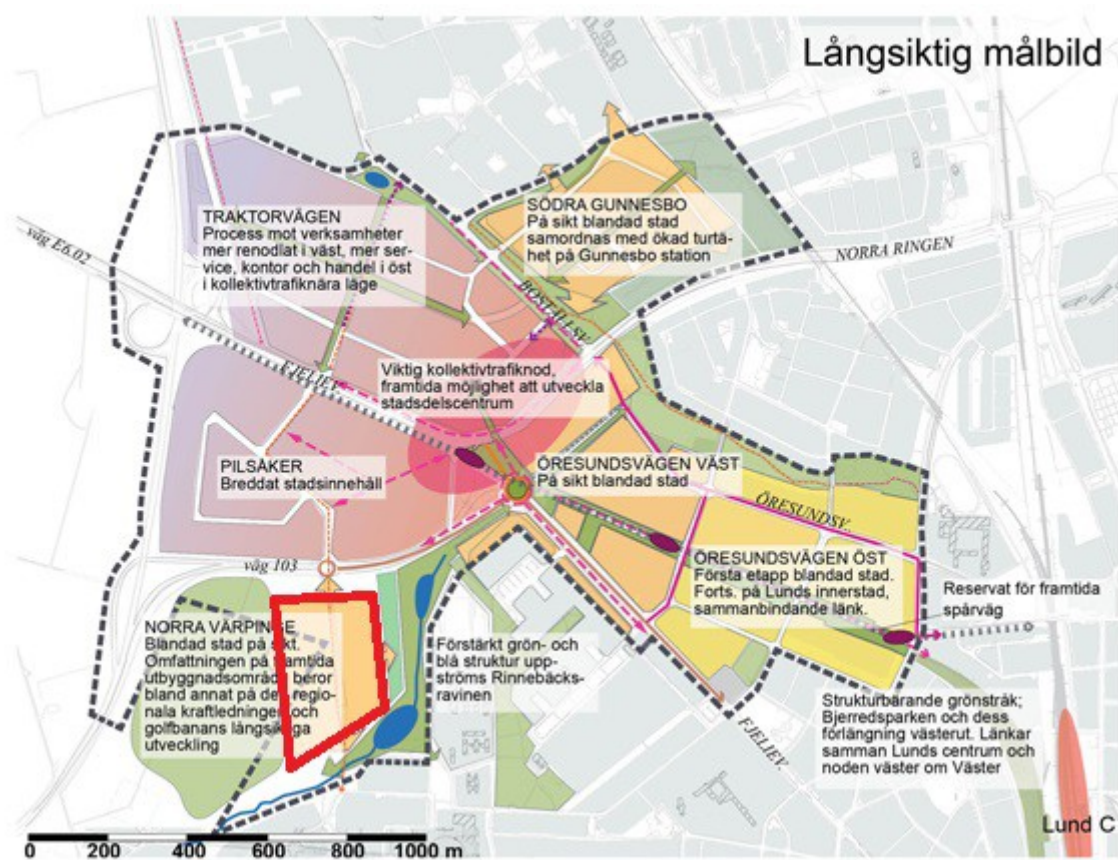 Långsiktig målbild
TRAKTORVÄGEN
Process mot verksamheter
mer renodlat i väst, mer ser-
vice, kontor och handel i öst
i kollektivtrafiknära läge
SÖDRA GUNNESBO
På sikt blandad stad
samordnas med ökad turtä-
het på Gunnesbo station
väg E6.02
NORRA RINGEN
FJELIEV.
Viktig kollektivtrafiknod,
framtida möjlighet att utveckla
stadsdelscentrum
PILSÅKER
Breddat stadsinnehåll
ÖRESUNDSVÄGEN VÄST
På sikt blandad stad
ÖRESUNDSV.
väg 103
ÖRESUNDSVÄGEN ÖST
Första etapp blandad stad.
Forts. på Lunds innerstad,
sammanbindande länk.
Reservat för framtida
spårväg
NORRA VÄRPINGE
Blandad stad på sikt.
Omfattningen på framtida
utbyggnadsområde beror
bland annat på den regio-
nala kraftledningen och
golfbanans långsiktiga
utveckling
Förstärkt grön- och
blå struktur upp-
ströms Rinnebäcks-
ravinen
FJELIEV.
Strukturbärande grönstråk;
Bjerredsparken och dess
förlängning västerut. Länkar
samman Lunds centrum och
noden väster om Väster
Lund C
0 200 400 600 800 1000 m